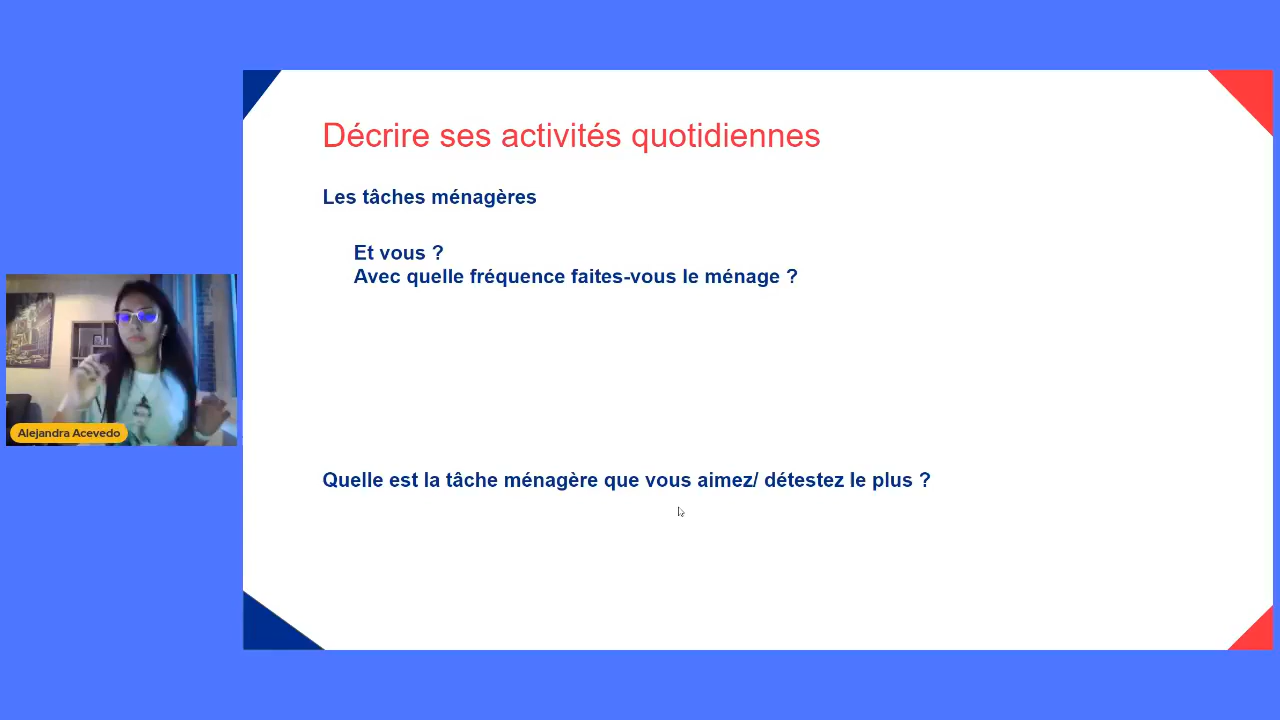 Décrire ses activités quotidiennes
Les tâches ménagères
Et vous ?
Avec quelle fréquence faites-vous le ménage ?
Alejandra Acevedo
Quelle est la tâche ménagère que vous aimez/ détestez le plus ?